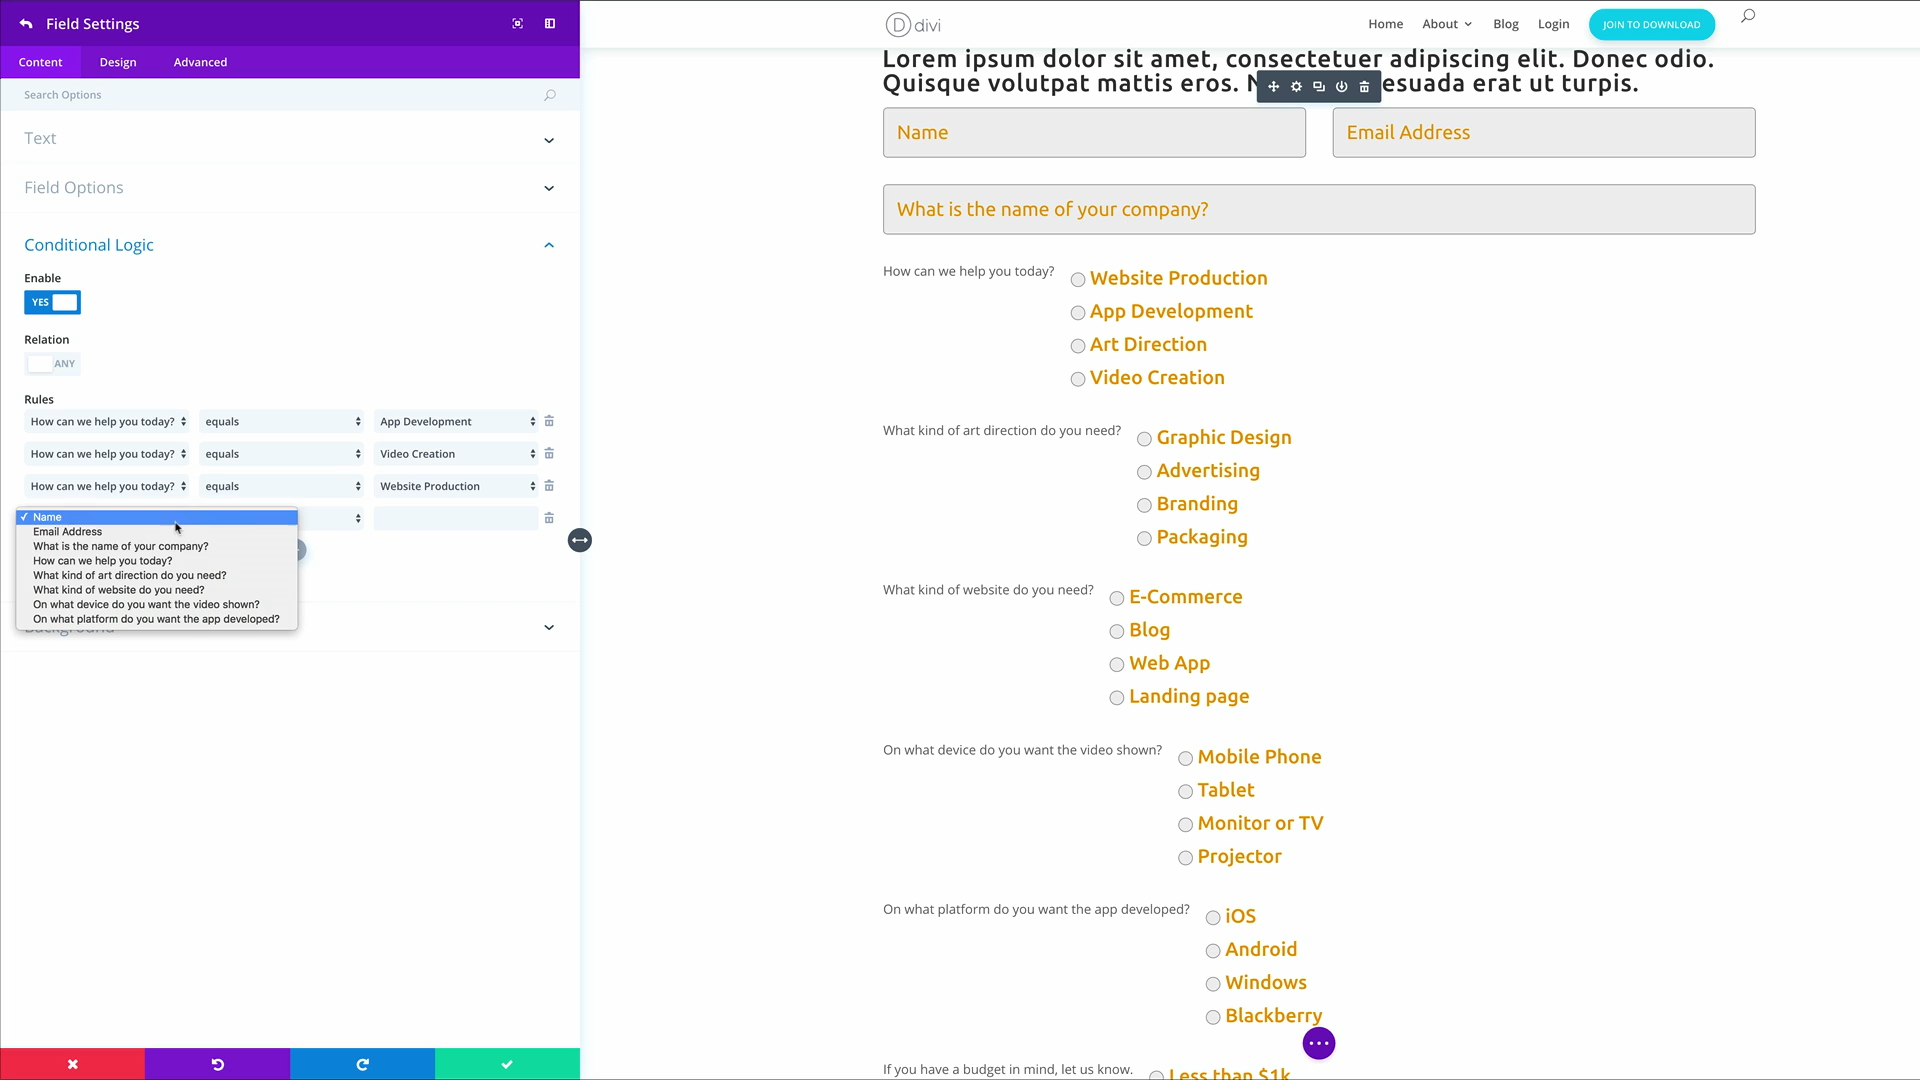 Field Settings
Content
Design
Advanced
Search Options
Text
Field Options
Conditional Logic
Enable
YES
Relation
ANY
Rules
How can we help you today? equals App Development
How can we help you today? equals Video Creation
How can we help you today? equals Website Production
✓ Name
Email Address
What is the name of your company?
How can we help you today?
What kind of art direction do you need?
What kind of website do you need?
On what device do you want the video shown?
On what platform do you want the app developed?
Background
D divi
Home
About
Blog
Login
JOIN TO DOWNLOAD
Lorem ipsum dolor sit amet, consectetuer adipiscing elit. Donec odio.
Quisque volutpat mattis eros. N esuada erat ut turpis.
Name
Email Address
What is the name of your company?
How can we help you today?
Website Production
App Development
Art Direction
Video Creation
What kind of art direction do you need?
Graphic Design
Advertising
Branding
Packaging
What kind of website do you need?
E-Commerce
Blog
Web App
Landing page
On what device do you want the video shown?
Mobile Phone
Tablet
Monitor or TV
Projector
On what platform do you want the app developed?
iOS
Android
Windows
Blackberry
If you have a budget in mind, let us know.
Less than $1k